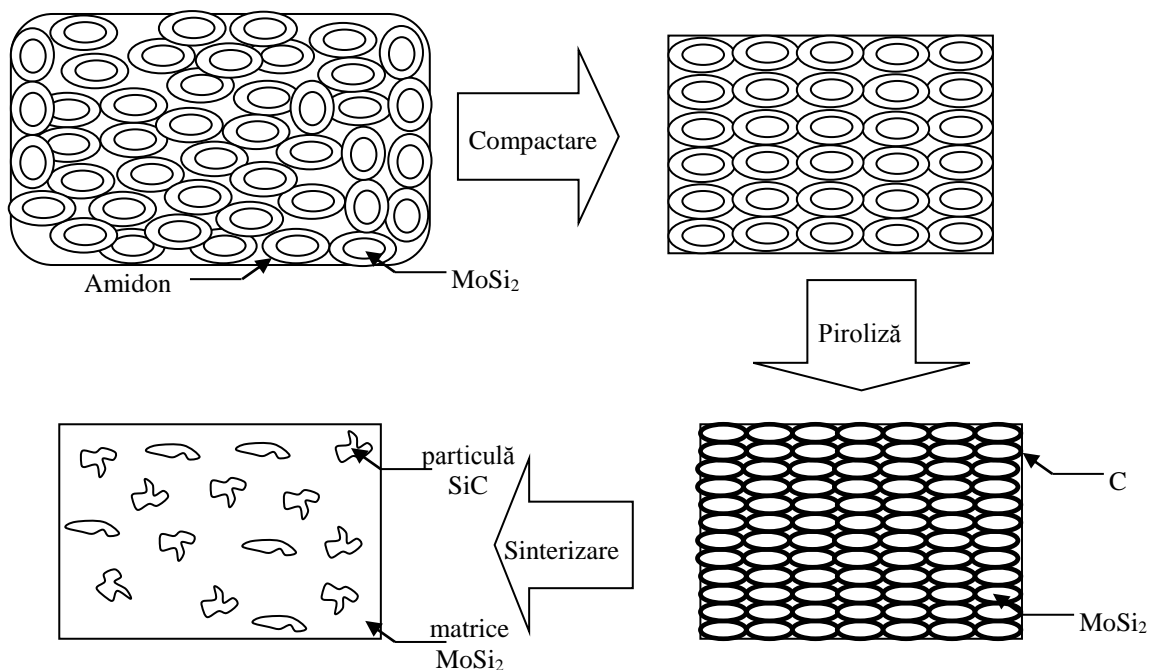 Compactare
Amidon
MoSi₂
Piroliză
particulă
SiC
C
Sinterizare
MoSi₂
matrice
MoSi₂